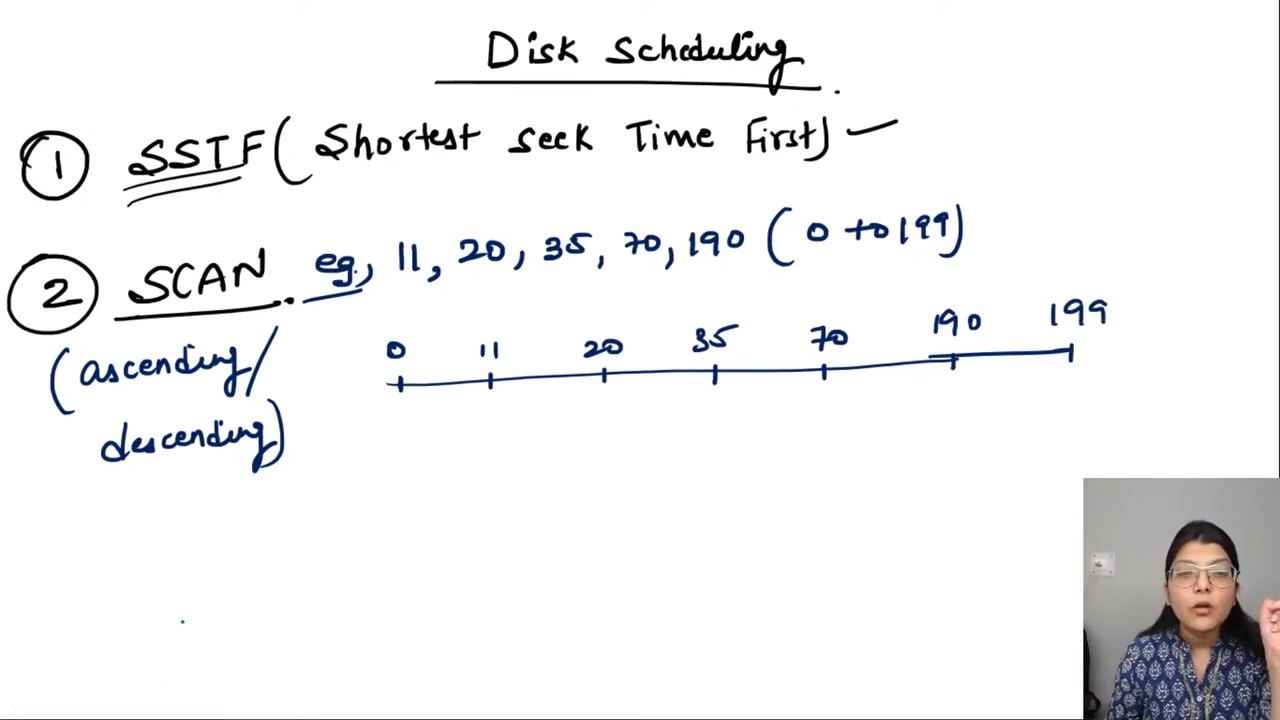 Disk Scheduling.
1 SSTF (Shortest Seek Time First)
2 SCAN. eg., 11, 20, 35, 70, 190 (0 to 199)
(ascending/
descending)
0 11 20 35 70 190 199